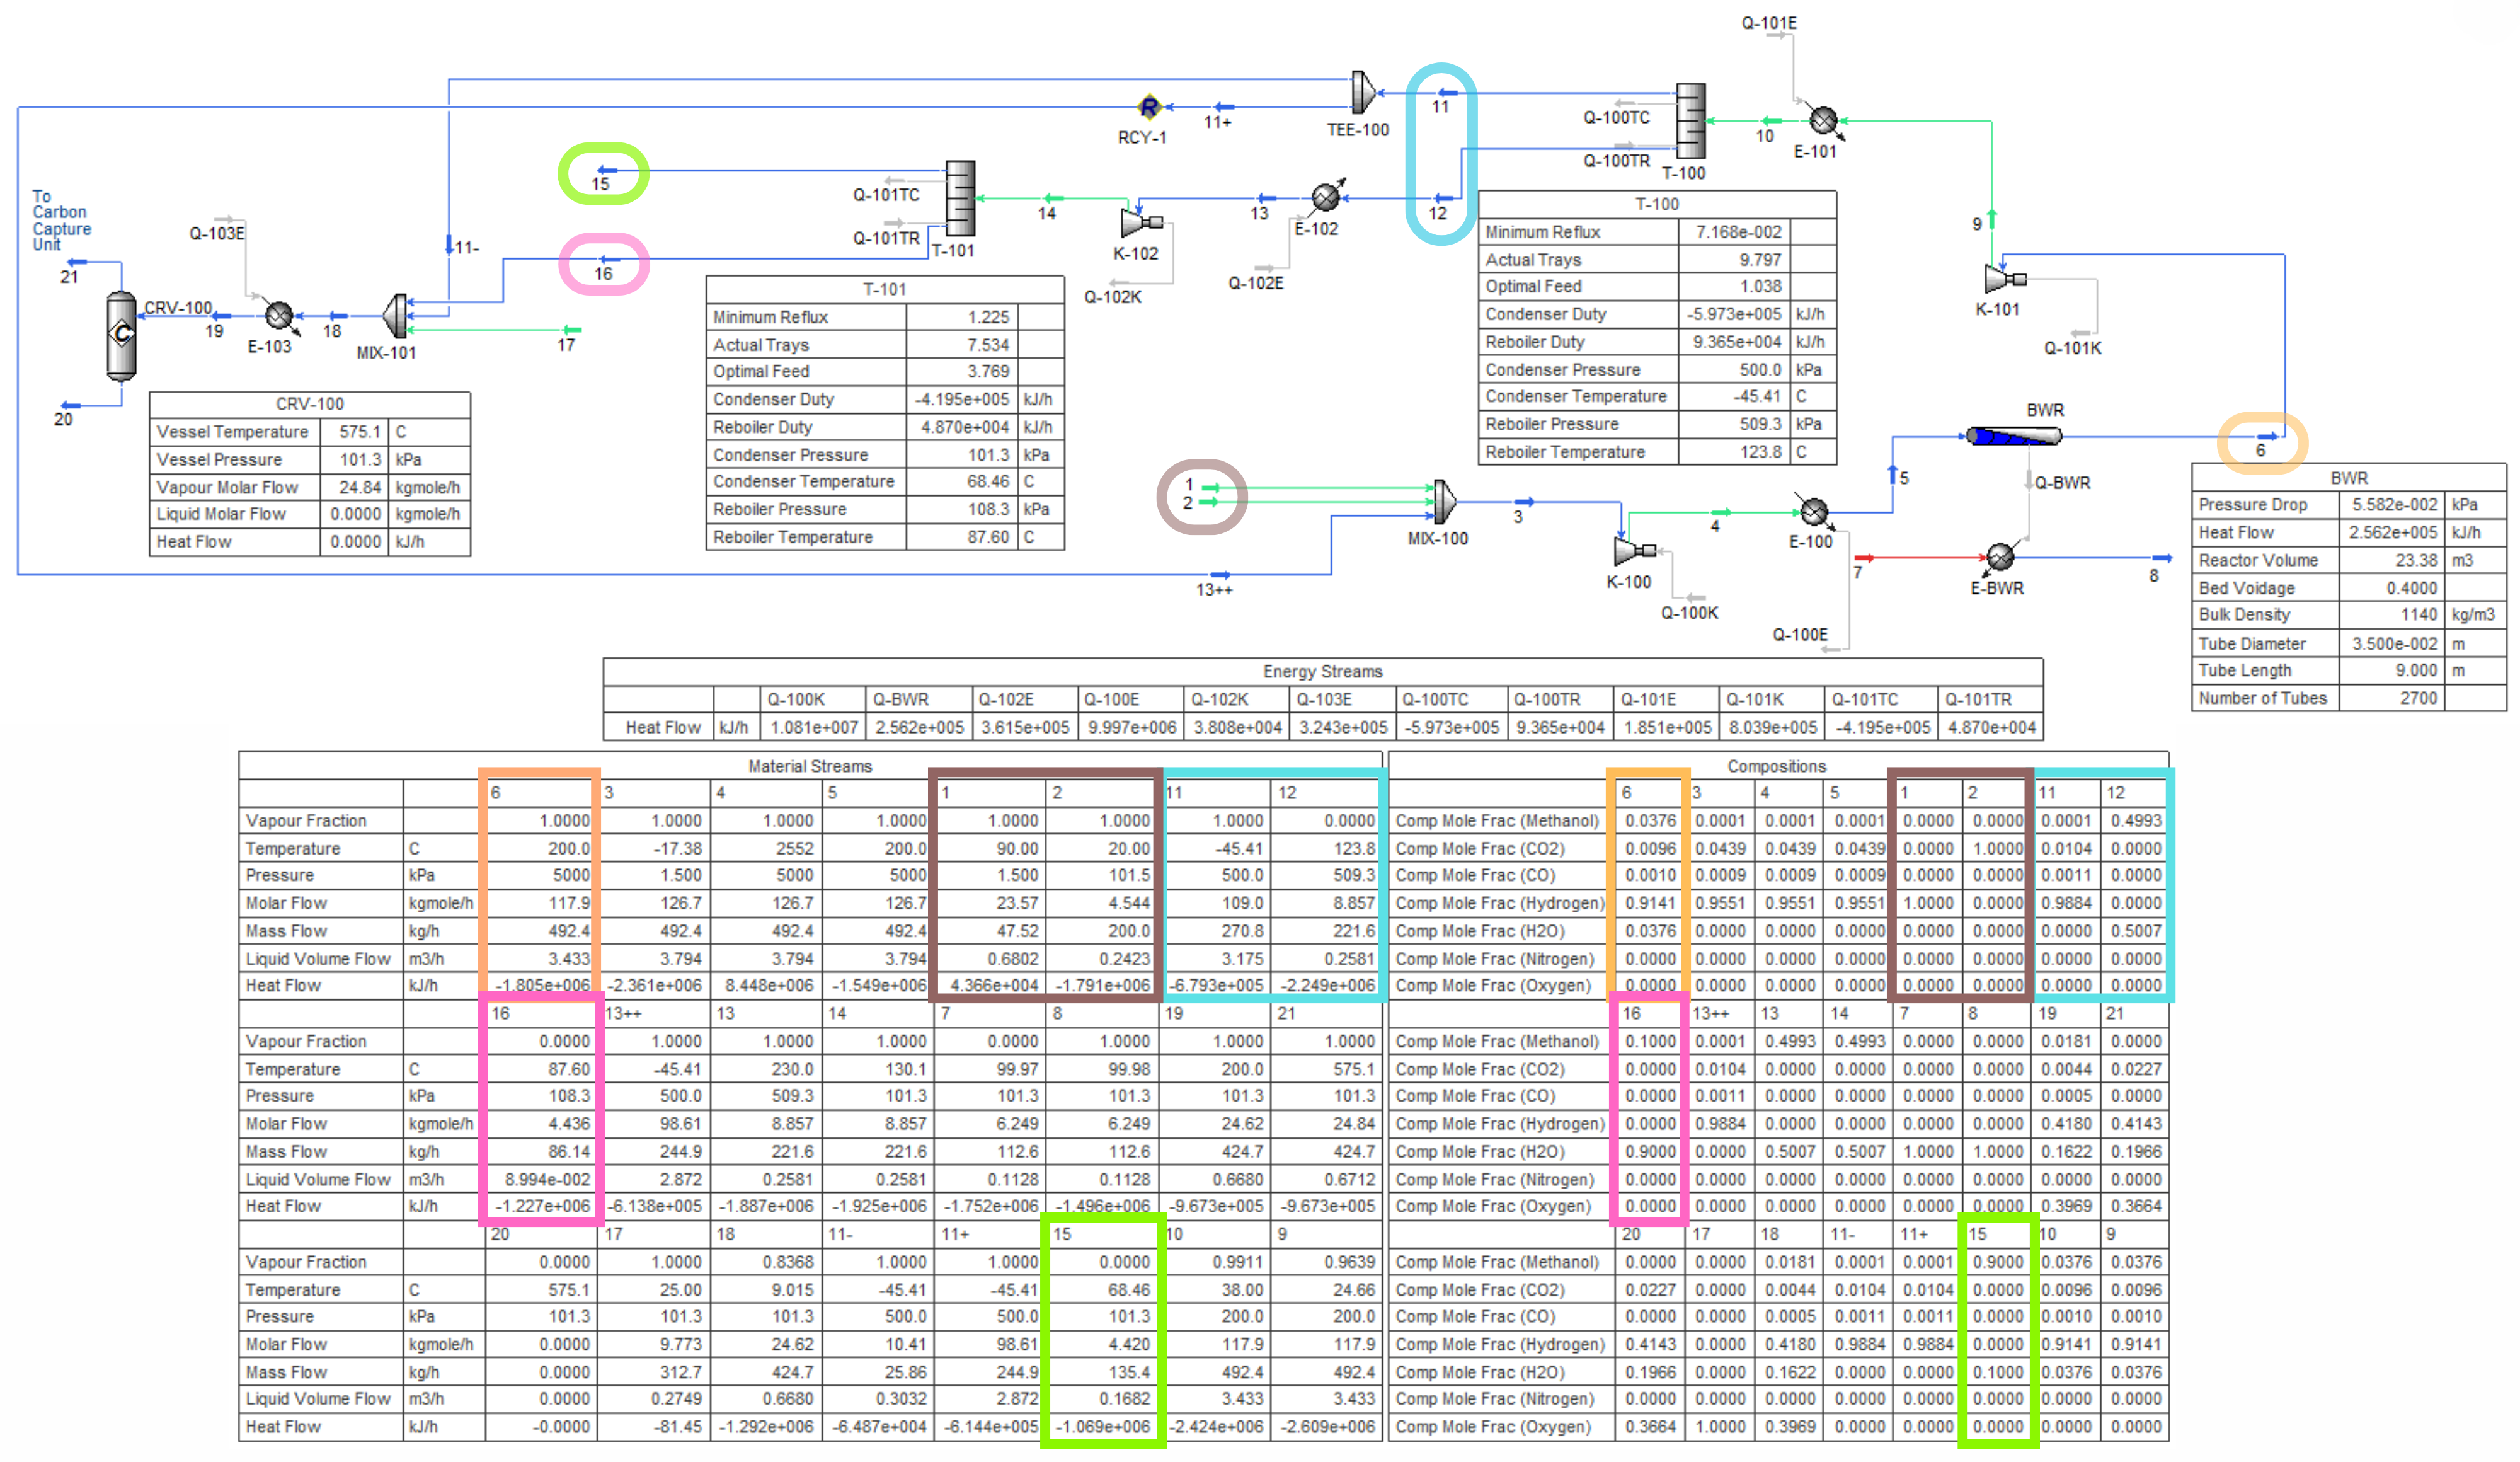 Q-101E
11
Q-100TC
10
E-101
RCY-1
11+
TEE-100
Q-100TR
T-100
15
Q-101TC
14
13
E-102
12
To
Carbon
Capture
Unit
Q-103E
11-
16
Q-101TR
T-101
K-102
Q-102E
Q-102K
9
K-101
Q-101K
21
CRV-100
19
E-103
18
MIX-101
17
20
T-100
Minimum Reflux 7.168e-002
Actual Trays 9.797
Optimal Feed 1.038
Condenser Duty -5.973e+005 kJ/h
Reboiler Duty 9.365e+004 kJ/h
Condenser Pressure 500.0 kPa
Condenser Temperature -45.41 C
Reboiler Pressure 509.3 kPa
Reboiler Temperature 123.8 C
T-101
Minimum Reflux 1.225
Actual Trays 7.534
Optimal Feed 3.769
Condenser Duty -4.195e+005 kJ/h
Reboiler Duty 4.870e+004 kJ/h
Condenser Pressure 101.3 kPa
Condenser Temperature 68.46 C
Reboiler Pressure 108.3 kPa
Reboiler Temperature 87.60 C
CRV-100
Vessel Temperature 575.1 C
Vessel Pressure 101.3 kPa
Vapour Molar Flow 24.84 kgmole/h
Liquid Molar Flow 0.0000 kgmole/h
Heat Flow 0.0000 kJ/h
1
2
3
MIX-100
4
K-100
Q-100K
E-100
Q-100E
5
BWR
Q-BWR
6
7
E-BWR
8
13++
BWR
Pressure Drop 5.582e-002 kPa
Heat Flow 2.562e+005 kJ/h
Reactor Volume 23.38 m3
Bed Voidage 0.4000
Bulk Density 1140 kg/m3
Tube Diameter 3.500e-002 m
Tube Length 9.000 m
Number of Tubes 2700
Energy Streams
Q-100K Q-BWR Q-102E Q-100E Q-102K Q-103E Q-100TC Q-100TR Q-101E Q-101K Q-101TC Q-101TR
Heat Flow kJ/h 1.081e+007 2.562e+005 3.615e+005 9.997e+006 3.808e+004 3.243e+005 -5.973e+005 9.365e+004 1.851e+005 8.039e+005 -4.195e+005 4.870e+004
Material Streams
6 3 4 5 1 2 11 12
Vapour Fraction 1.0000 1.0000 1.0000 1.0000 1.0000 1.0000 1.0000 0.0000
Temperature C 200.0 -17.38 2552 200.0 90.00 20.00 -45.41 123.8
Pressure kPa 5000 1.500 5000 5000 1.500 101.5 500.0 509.3
Molar Flow kgmole/h 117.9 126.7 126.7 126.7 23.57 4.544 109.0 8.857
Mass Flow kg/h 492.4 492.4 492.4 492.4 47.52 200.0 270.8 221.6
Liquid Volume Flow m3/h 3.433 3.794 3.794 3.794 0.6802 0.2423 3.175 0.2581
Heat Flow kJ/h -1.805e+006 -2.361e+006 8.448e+006 -1.549e+006 4.366e+004 -1.791e+006 -6.793e+005 -2.249e+006
16 13++ 13 14 7 8 19 21
Vapour Fraction 0.0000 1.0000 1.0000 1.0000 0.0000 1.0000 1.0000 1.0000
Temperature C 87.60 -45.41 230.0 130.1 99.97 99.98 200.0 575.1
Pressure kPa 108.3 500.0 509.3 101.3 101.3 101.3 101.3 101.3
Molar Flow kgmole/h 4.436 98.61 8.857 8.857 6.249 6.249 24.62 24.84
Mass Flow kg/h 86.14 244.9 221.6 221.6 112.6 112.6 424.7 424.7
Liquid Volume Flow m3/h 8.994e-002 2.872 0.2581 0.2581 0.1128 0.1128 0.6680 0.6712
Heat Flow kJ/h -1.227e+006 -6.138e+005 -1.887e+006 -1.925e+006 -1.752e+006 -1.496e+006 -9.673e+005 -9.673e+005
20 17 18 11- 11+ 15 10 9
Vapour Fraction 0.0000 1.0000 0.8368 1.0000 1.0000 0.0000 0.9911 0.9639
Temperature C 575.1 25.00 9.015 -45.41 -45.41 68.46 38.00 24.66
Pressure kPa 101.3 101.3 101.3 500.0 500.0 101.3 200.0 200.0
Molar Flow kgmole/h 0.0000 9.773 24.62 10.41 98.61 4.420 117.9 117.9
Mass Flow kg/h 0.0000 312.7 424.7 25.86 244.9 135.4 492.4 492.4
Liquid Volume Flow m3/h 0.0000 0.2749 0.6680 0.3032 2.872 0.1682 3.433 3.433
Heat Flow kJ/h -0.0000 -81.45 -1.292e+006 -6.487e+004 -6.144e+005 -1.069e+006 -2.424e+006 -2.609e+006
Compositions
6 3 4 5 1 2 11 12
Comp Mole Frac (Methanol) 0.0376 0.0001 0.0001 0.0001 0.0000 0.0000 0.0001 0.4993
Comp Mole Frac (CO2) 0.0096 0.0439 0.0439 0.0439 0.0000 1.0000 0.0104 0.0000
Comp Mole Frac (CO) 0.0010 0.0009 0.0009 0.0009 0.0000 0.0000 0.0011 0.0000
Comp Mole Frac (Hydrogen) 0.9141 0.9551 0.9551 0.9551 1.0000 0.0000 0.9884 0.0000
Comp Mole Frac (H2O) 0.0376 0.0000 0.0000 0.0000 0.0000 0.0000 0.0000 0.5007
Comp Mole Frac (Nitrogen) 0.0000 0.0000 0.0000 0.0000 0.0000 0.0000 0.0000 0.0000
Comp Mole Frac (Oxygen) 0.0000 0.0000 0.0000 0.0000 0.0000 0.0000 0.0000 0.0000
16 13++ 13 14 7 8 19 21
Comp Mole Frac (Methanol) 0.1000 0.0001 0.4993 0.4993 0.0000 0.0000 0.0181 0.0000
Comp Mole Frac (CO2) 0.0000 0.0104 0.0000 0.0000 0.0000 0.0000 0.0044 0.0227
Comp Mole Frac (CO) 0.0000 0.0011 0.0000 0.0000 0.0000 0.0000 0.0005 0.0000
Comp Mole Frac (Hydrogen) 0.0000 0.9884 0.0000 0.0000 0.0000 0.0000 0.4180 0.4143
Comp Mole Frac (H2O) 0.9000 0.0000 0.5007 0.5007 1.0000 1.0000 0.1622 0.1966
Comp Mole Frac (Nitrogen) 0.0000 0.0000 0.0000 0.0000 0.0000 0.0000 0.0000 0.0000
Comp Mole Frac (Oxygen) 0.0000 0.0000 0.0000 0.0000 0.0000 0.0000 0.3969 0.3664
20 17 18 11- 11+ 15 10 9
Comp Mole Frac (Methanol) 0.0000 0.0000 0.0181 0.0001 0.0001 0.9000 0.0376 0.0376
Comp Mole Frac (CO2) 0.0227 0.0000 0.0044 0.0104 0.0104 0.0000 0.0096 0.0096
Comp Mole Frac (CO) 0.0000 0.0000 0.0005 0.0011 0.0011 0.0000 0.0010 0.0010
Comp Mole Frac (Hydrogen) 0.4143 0.0000 0.4180 0.9884 0.9884 0.0000 0.9141 0.9141
Comp Mole Frac (H2O) 0.1966 0.0000 0.1622 0.0000 0.0000 0.1000 0.0376 0.0376
Comp Mole Frac (Nitrogen) 0.0000 0.0000 0.0000 0.0000 0.0000 0.0000 0.0000 0.0000
Comp Mole Frac (Oxygen) 0.3664 1.0000 0.3969 0.0000 0.0000 0.0000 0.0000 0.0000